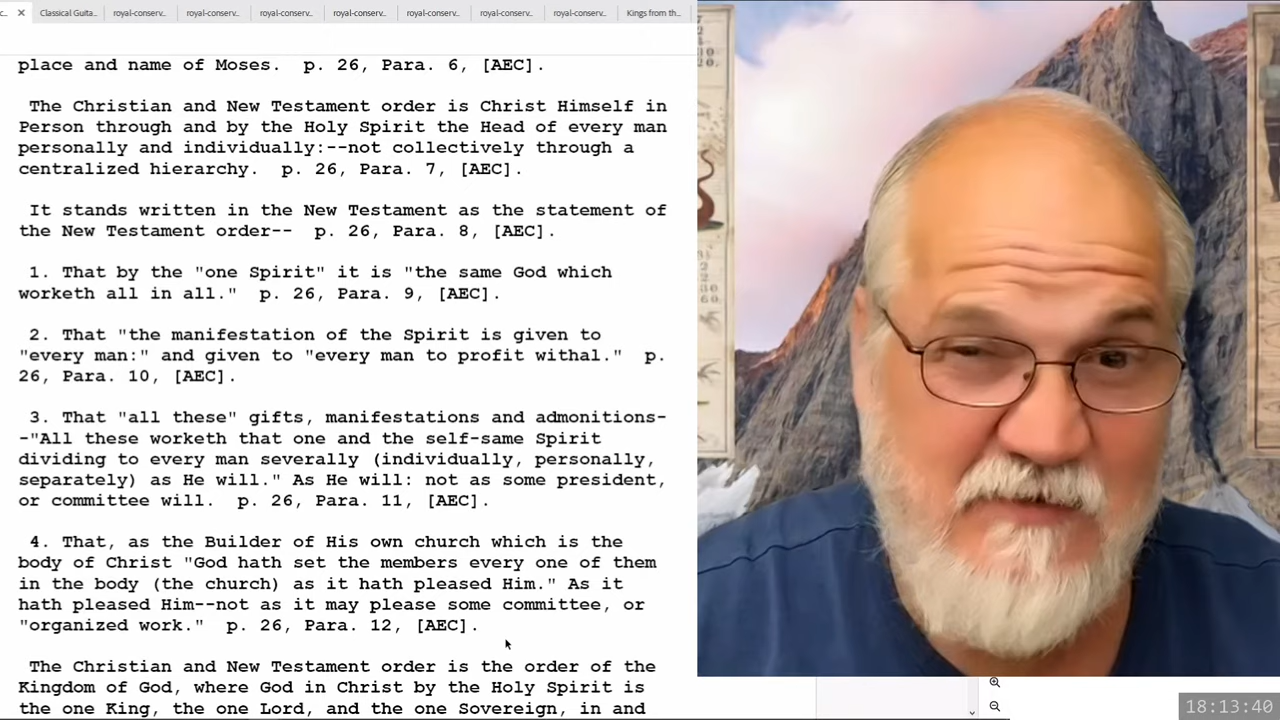 Classical Guita..
royal-conserv..
royal-conserv..
royal-conserv..
royal-conserv..
royal-conserv..
royal-conserv..
royal-conserv..
Kings from th...
place and name of Moses. p. 26, Para. 6, [AEC].
The Christian and New Testament order is Christ Himself in
Person through and by the Holy Spirit the Head of every man
personally and individually:--not collectively through a
centralized hierarchy. p. 26, Para. 7, [AEC].
It stands written in the New Testament as the statement of
the New Testament order-- p. 26, Para. 8, [AEC].
1. That by the "one Spirit" it is "the same God which
worketh all in all." p. 26, Para. 9, [AEC].
2. That "the manifestation of the Spirit is given to
"every man:" and given to "every man to profit withal." p.
26, Para. 10, [AEC].
3. That "all these" gifts, manifestations and admonitions-
-"All these worketh that one and the self-same Spirit
dividing to every man severally (individually, personally,
separately) as He will." As He will: not as some president,
or committee will. p. 26, Para. 11, [AEC].
4. That, as the Builder of His own church which is the
body of Christ "God hath set the members every one of them
in the body (the church) as it hath pleased Him." As it
hath pleased Him--not as it may please some committee, or
"organized work." p. 26, Para. 12, [AEC].
The Christian and New Testament order is the order of the
Kingdom of God, where God in Christ by the Holy Spirit is
the one King, the one Lord, and the one Sovereign, in and
18:13:40